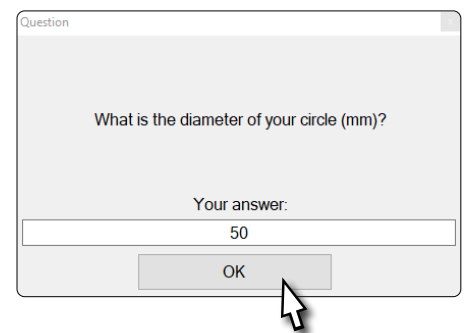 Question
What is the diameter of your circle (mm)?
Your answer:
50
OK